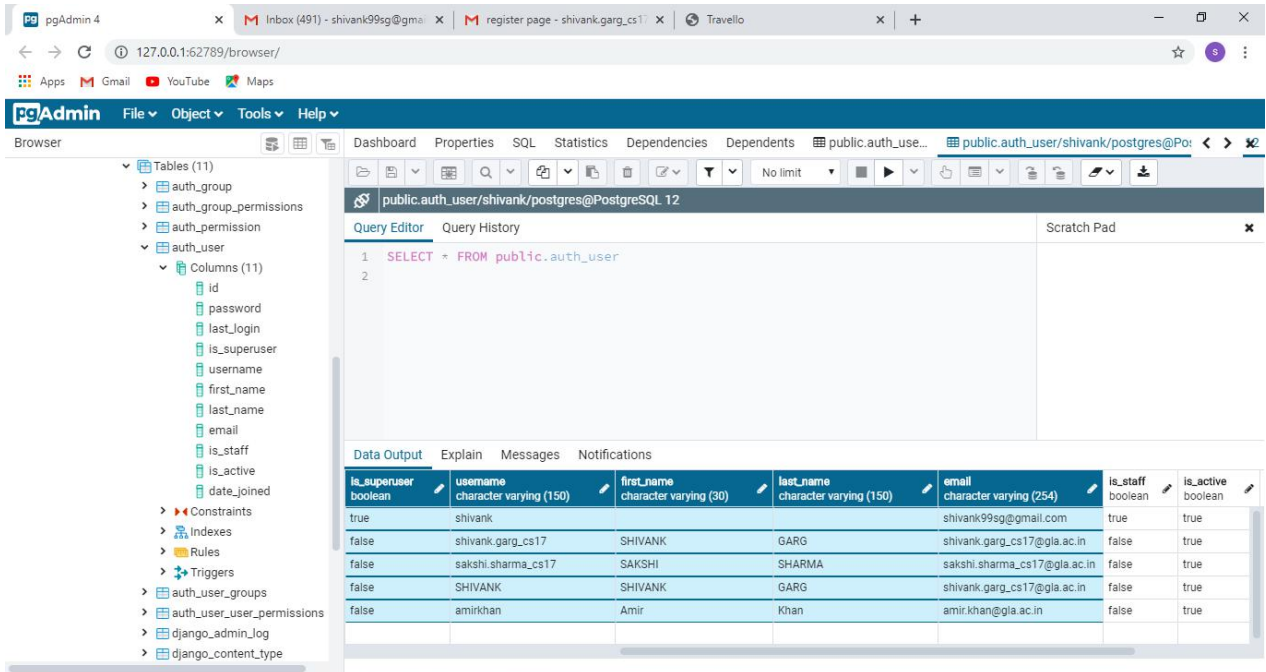 pgAdmin 4
Inbox (491) - shivank99sg@gmai
register page - shivank.garg_cs17
Travello
127.0.0.1:62789/browser/
S
Apps Gmail YouTube Maps
pgAdmin File Object Tools Help
Browser
Dashboard Properties SQL Statistics Dependencies Dependents public.auth_use... public.auth_user/shivank/postgres@Po
Tables (11)
auth_group
auth_group_permissions
auth_permission
auth_user
Columns (11)
id
password
last_login
is_superuser
username
first_name
last_name
email
is_staff
is_active
date_joined
Constraints
Indexes
Rules
Triggers
auth_user_groups
auth_user_user_permissions
django_admin_log
django_content_type
No limit
public.auth_user/shivank/postgres@PostgreSQL 12
Query Editor Query History
Scratch Pad
1 SELECT * FROM public.auth_user
2
Data Output Explain Messages Notifications
is_superuser username first_name last_name email is_staff is_active
boolean character varying (150) character varying (30) character varying (150) character varying (254) boolean boolean
true shivank shivank99sg@gmail.com true true
false shivank.garg_cs17 SHIVANK GARG shivank.garg_cs17@gla.ac.in false true
false sakshi.sharma_cs17 SAKSHI SHARMA sakshi.sharma_cs17@gla.ac.in false true
false SHIVANK SHIVANK GARG shivank.garg_cs17@gla.ac.in false true
false amirkhan Amir Khan amir.khan@gla.ac.in false true